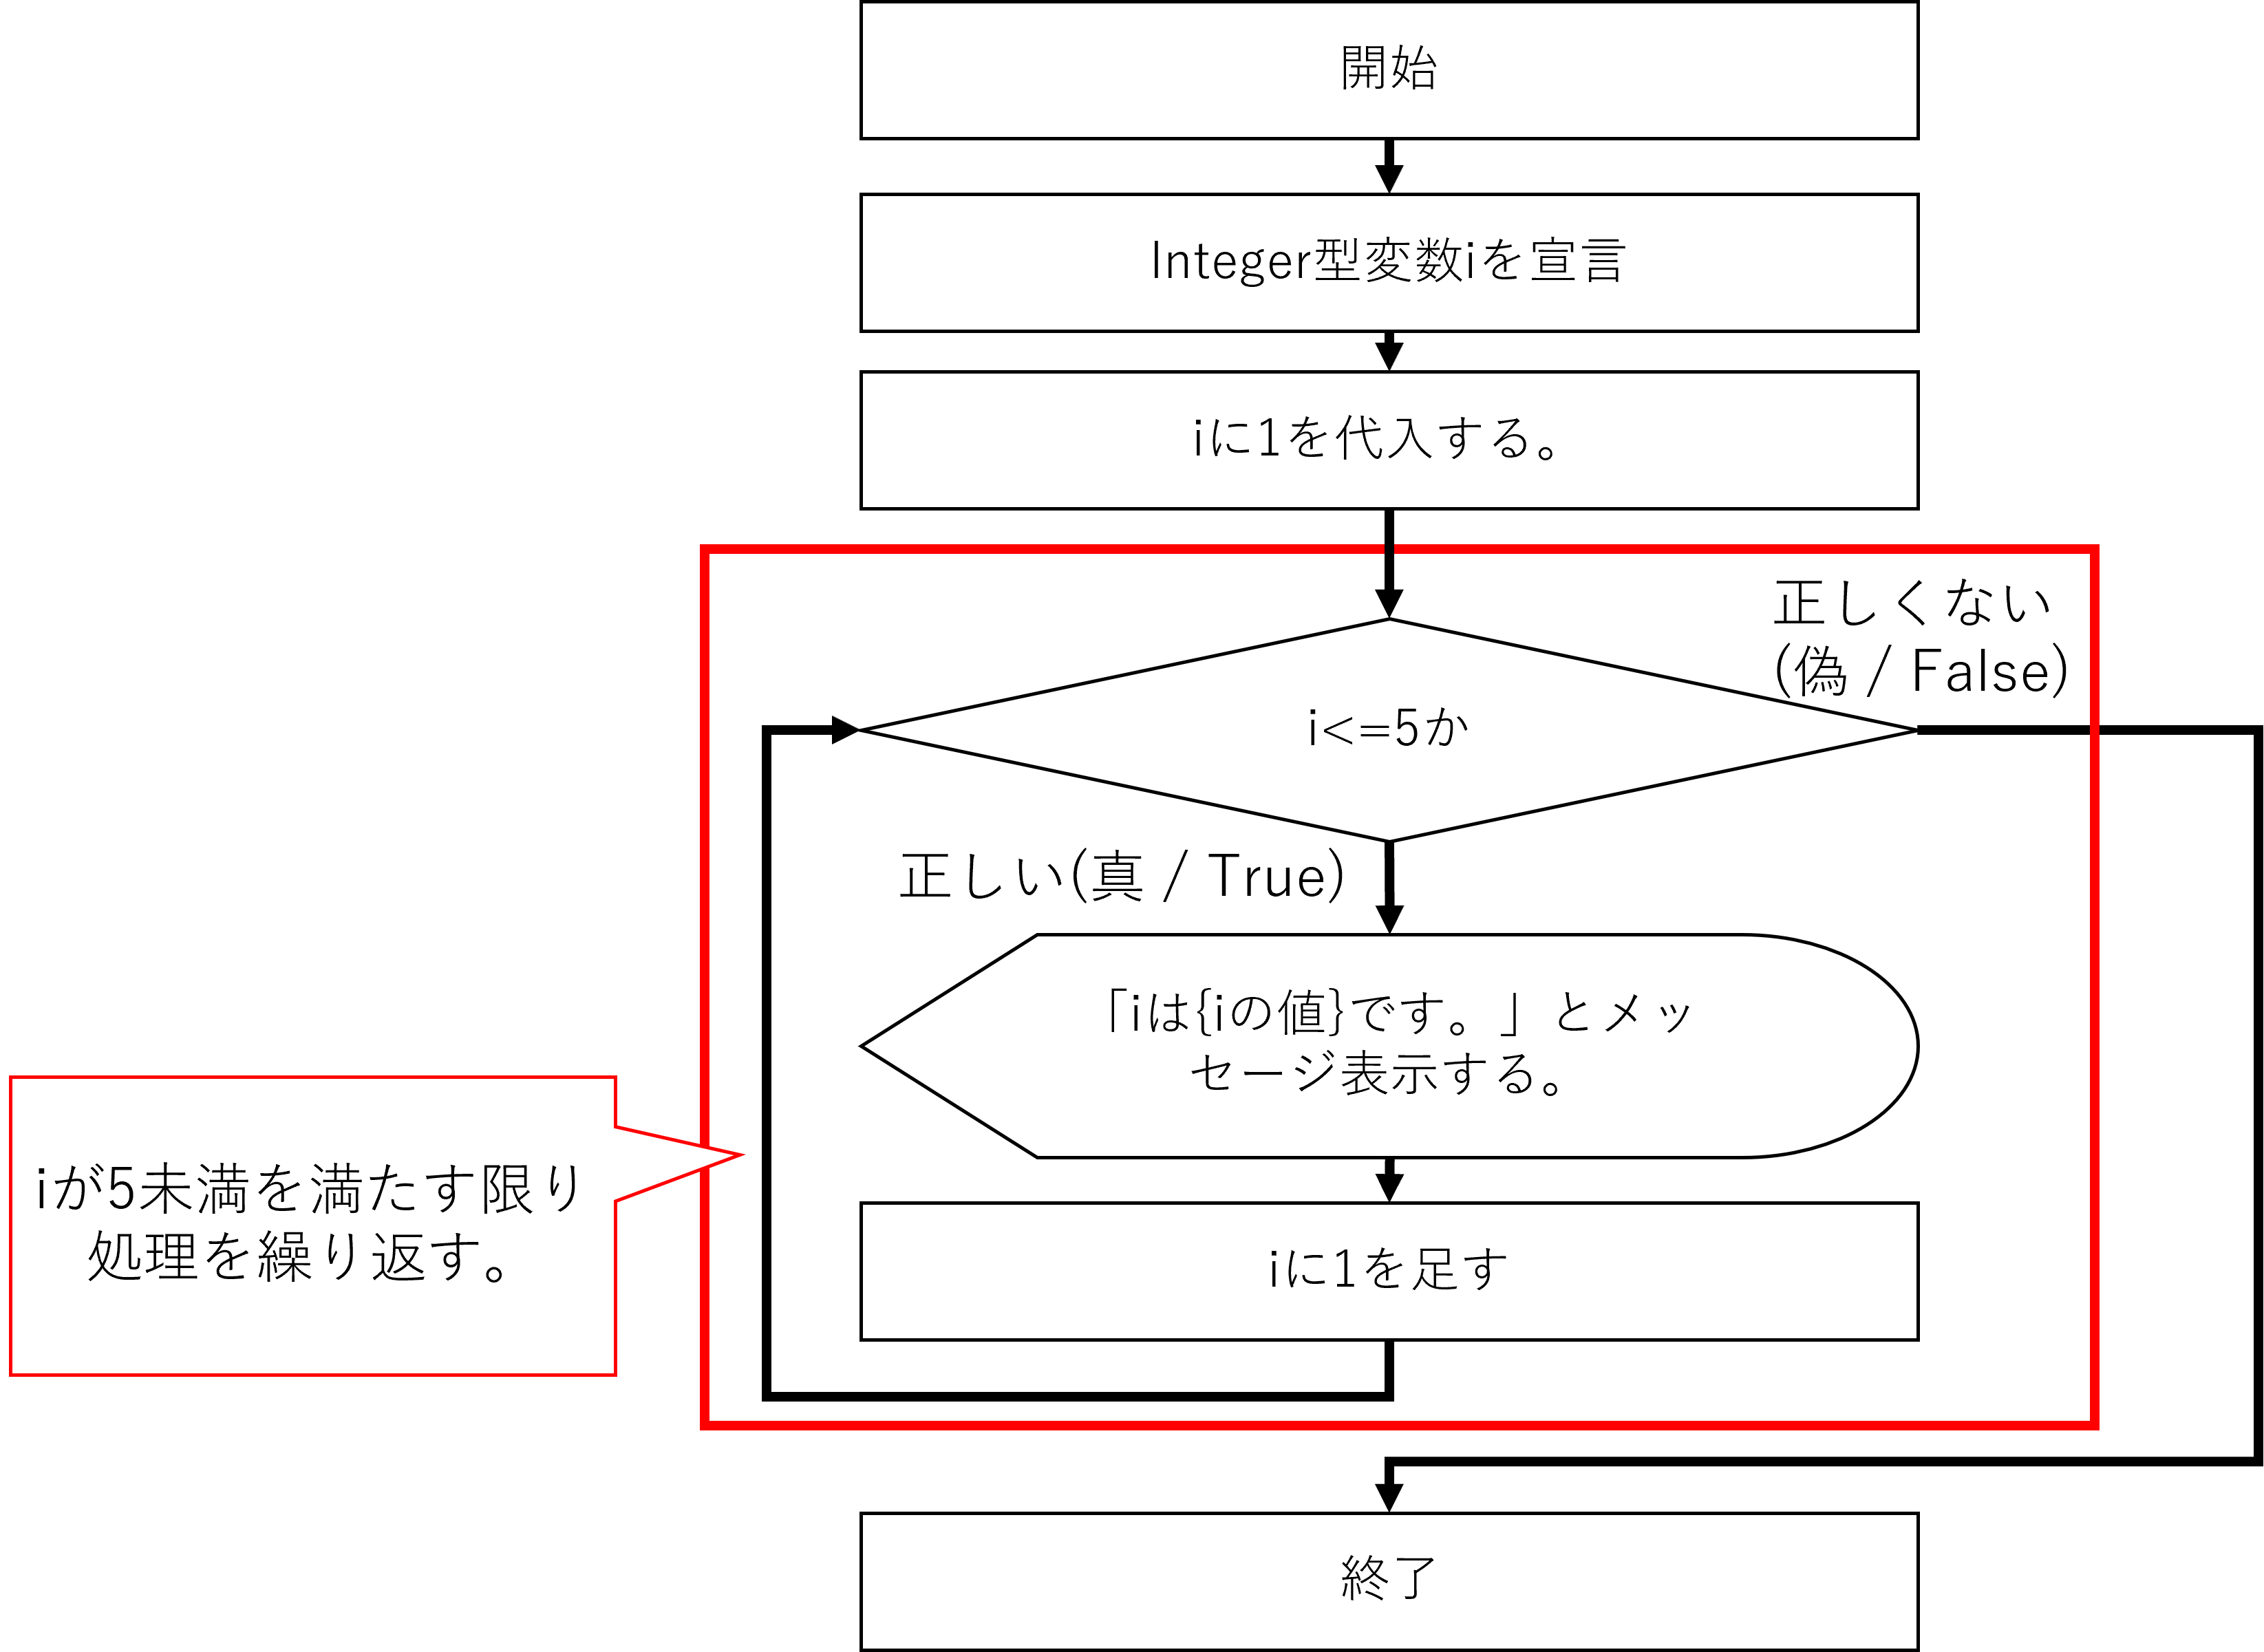 開始
Integer型変数iを宣言
iに1を代入する。
正しくない
(偽 / False)
i<=5か
正しい(真 / True)
「iは{iの値}です。」とメッ
セージ表示する。
iが5未満を満たす限り
処理を繰り返す。
iに1を足す
終了